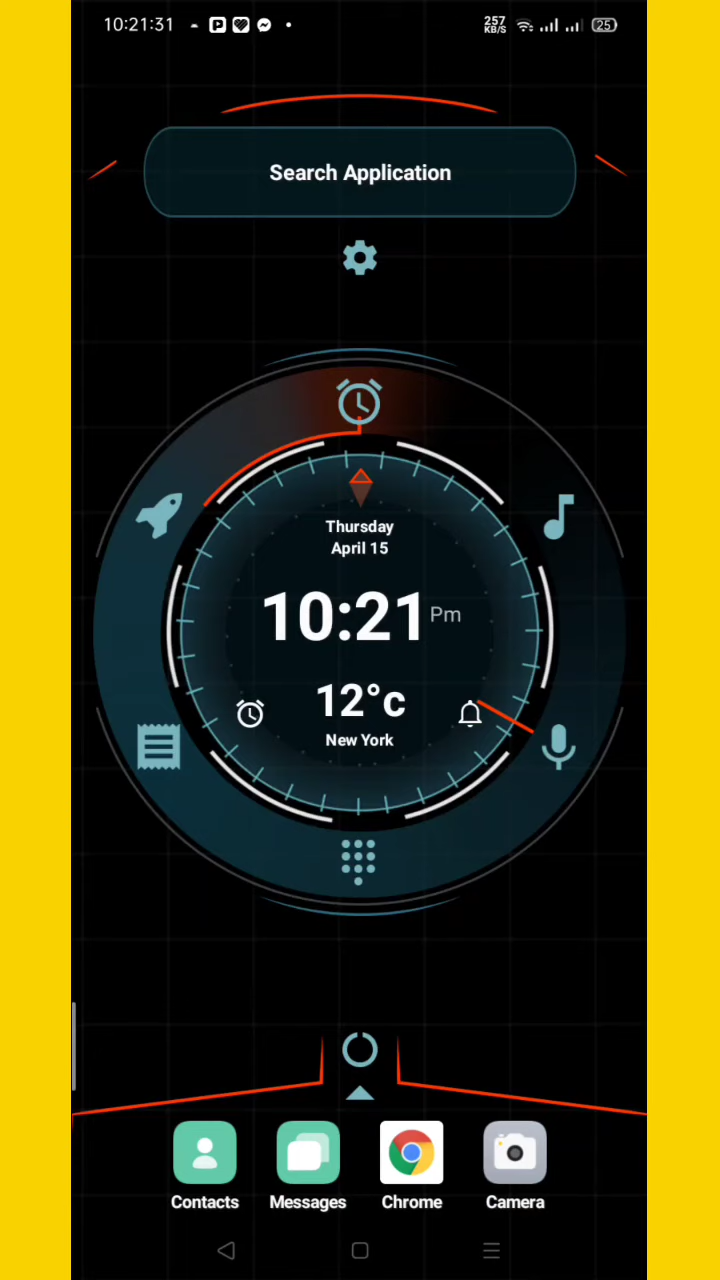 10:21:31
257
KB/S
25
Search Application
Thursday
April 15
10:21 Pm
12°c
New York
Contacts Messages Chrome Camera